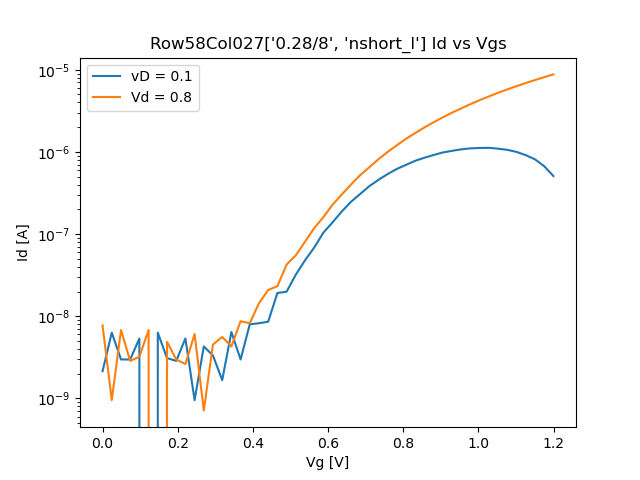 Row58Col027['0.28/8', 'nshort_l'] Id vs Vgs
vD = 0.1
Vd = 0.8
Id [A]
10⁻⁵
10⁻⁶
10⁻⁷
10⁻⁸
10⁻⁹
0.0 0.2 0.4 0.6 0.8 1.0 1.2
Vg [V]